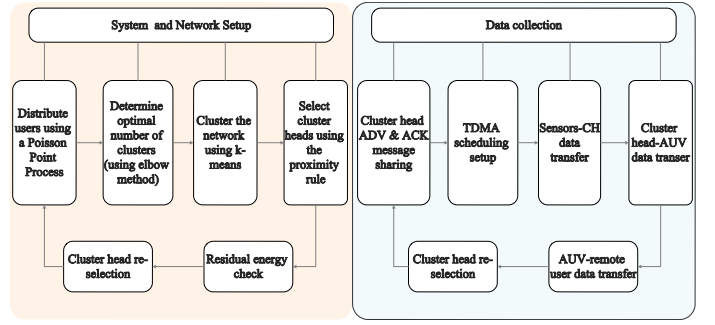 System  and Network Setup
Distribute
users using
a Poisson
Point
Process
Determine
optimal
number of
clusters
(using elbow
method)
Cluster the
network
using k-
means
Select
cluster
heads using
the
proximity
rule
Cluster head re-
selection
Residual energy
check
Data collection
Cluster head
ADV & ACK
message
sharing
TDMA
scheduling
setup
Sensors-CH
data
transfer
Cluster
head-AUV
data transer
Cluster head re-
selection
AUV-remote
user data transfer